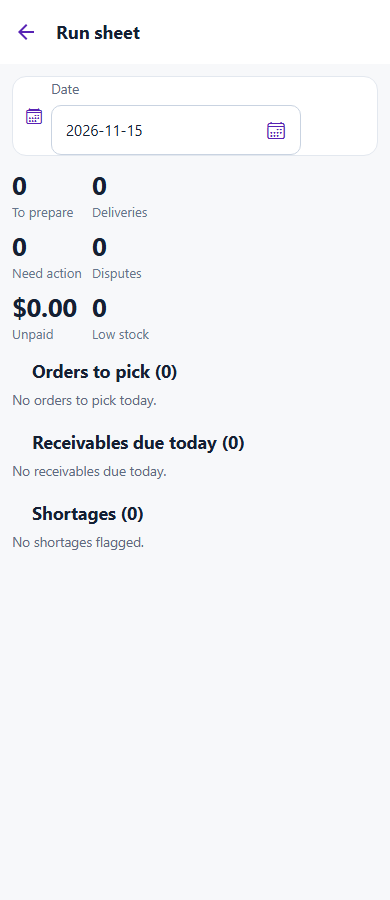 Run sheet
Date
2026-11-15
0 0
To prepare Deliveries
0 0
Need action Disputes
$0.00 0
Unpaid Low stock
Orders to pick (0)
No orders to pick today.
Receivables due today (0)
No receivables due today.
Shortages (0)
No shortages flagged.